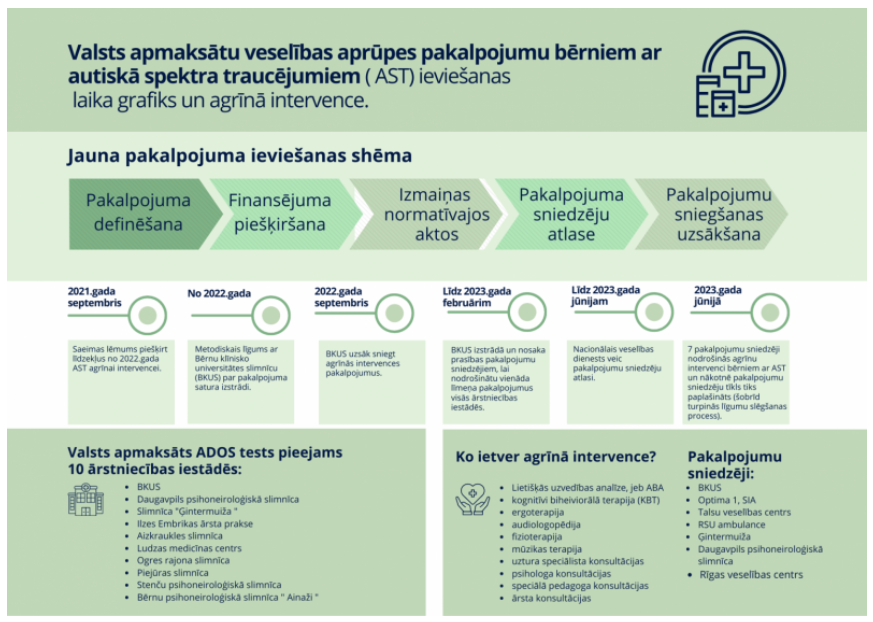 Valsts apmaksātu veselības aprūpes pakalpojumu bērniem ar
autiskā spektra traucējumiem ( AST) ieviešanas
laika grafiks un agrīnā intervence.
Jauna pakalpojuma ieviešanas shēma
Pakalpojuma
definēšana
Finansējuma
piešķiršana
Izmaiņas
normatīvajos
aktos
Pakalpojuma
sniedzēju
atlase
Pakalpojumu
sniegšanas
uzsākšana
2021.gada
septembris
Saeimas lēmums piešķirt
līdzekļus no 2022.gada
AST agrīnai intervencei.
No 2022.gada
Metodiskais līgums ar
Bērnu klīnisko
universitātes slimnīcu
(BKUS) par pakalpojuma
satura izstrādi.
2022.gada
septembris
BKUS uzsāk sniegt
agrīnās intervences
pakalpojumus.
Līdz 2023.gada
februārim
BKUS izstrādā un nosaka
prasības pakalpojumu
sniedzējiem, lai
nodrošinātu vienāda
līmeņa pakalpojumus
visās ārstniecības
iestādēs.
Līdz 2023.gada
jūnijam
Nacionālais veselības
dienests veic
pakalpojumu sniedzēju
atlasi.
2023.gada
jūnijā
7 pakalpojumu sniedzēji
nodrošinās agrīnu
intervenci bērniem ar AST
un nākotnē pakalpojumu
sniedzēju tīkls tiks
paplašināts (šobrīd
turpinās līgumu slēgšanas
process).
Valsts apmaksāts ADOS tests pieejams
10 ārstniecības iestādēs:
• BKUS
• Daugavpils psihoneiroloģiskā slimnīca
• Slimnīca "Ģintermuiža "
• Ilzes Embrikas ārsta prakse
• Aizkraukles slimnīca
• Ludzas medicīnas centrs
• Ogres rajona slimnīca
• Piejūras slimnīca
• Stenču psihoneiroloģiskā slimnīca
• Bērnu psihoneiroloģiskā slimnīca " Ainaži "
Ko ietver agrīnā intervence?
• Lietišķās uzvedības analīze, jeb ABA
• kognitīvi biheiviorālā terapija (KBT)
• ergoterapija
• audiologopēdija
• fizioterapija
• mūzikas terapija
• uztura speciālista konsultācijas
• psihologa konsultācijas
• speciālā pedagoga konsultācijas
• ārsta konsultācijas
Pakalpojumu
sniedzēji:
• BKUS
• Optima 1, SIA
• Talsu veselības centrs
• RSU ambulance
• Ģintermuiža
• Daugavpils psihoneiroloģiskā
slimnīca
• Rīgas veselības centrs